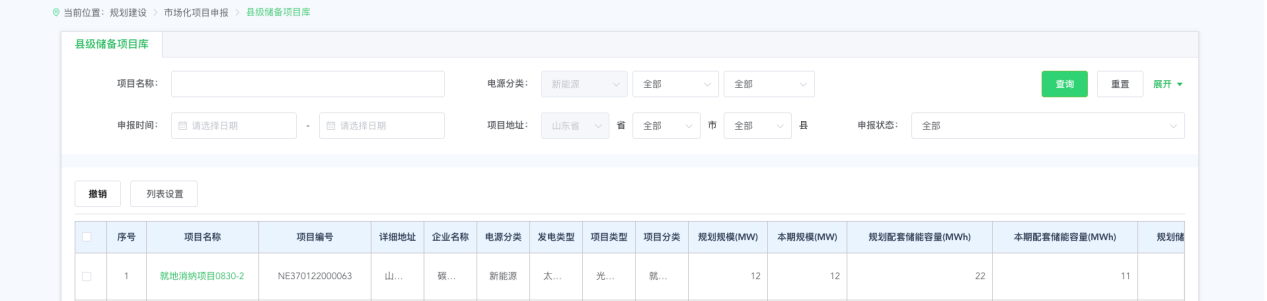 当前位置: 规划建设 > 市场化项目申报 > 县级储备项目库
县级储备项目库
项目名称: 电源分类: 新能源 全部 全部 查询 重置 展开
申报时间: 请选择日期 - 请选择日期 项目地址: 山东省 省 全部 市 全部 县 申报状态: 全部
撤销 列表设置
序号 项目名称 项目编号 详细地址 企业名称 电源分类 发电类型 项目类型 项目分类 规划规模(MW) 本期规模(MW) 规划配套储能容量(MWh) 本期配套储能容量(MWh) 规划储
1 就地消纳项目0830-2 NE370122000063 山... 碳... 新能源 太... 光... 就... 12 12 22 11